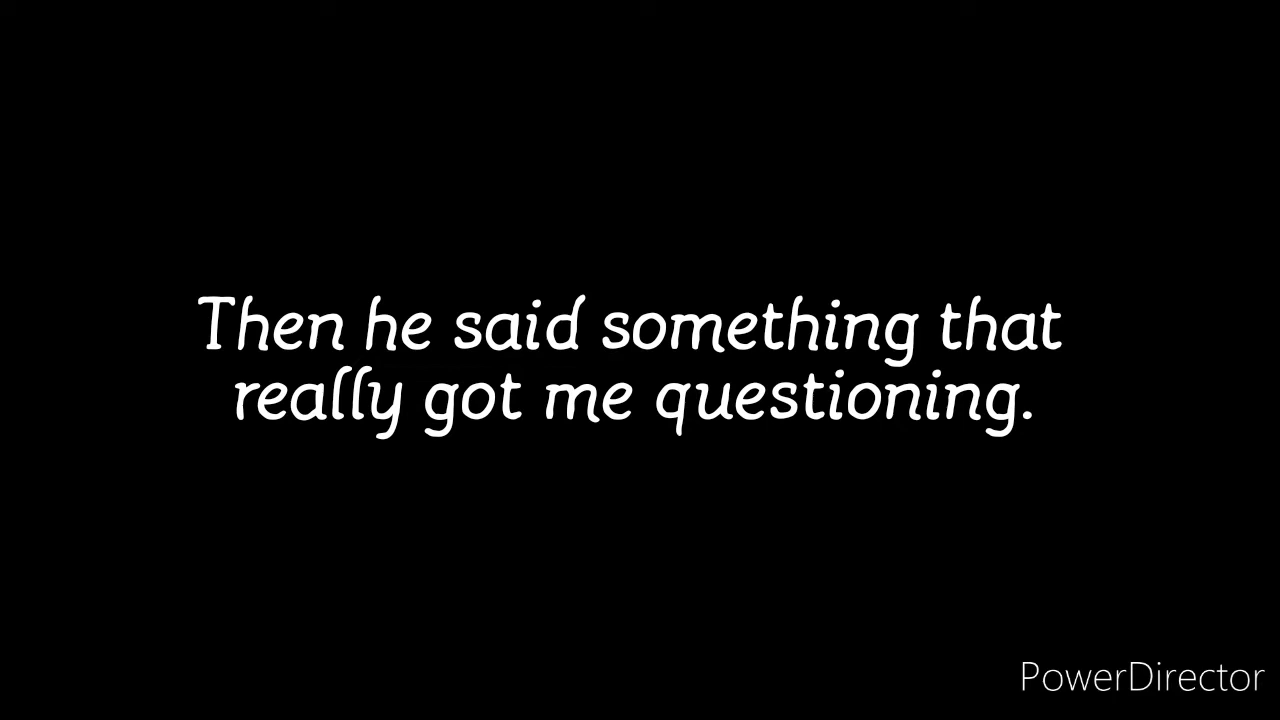 Then he said something that
really got me questioning.
PowerDirector